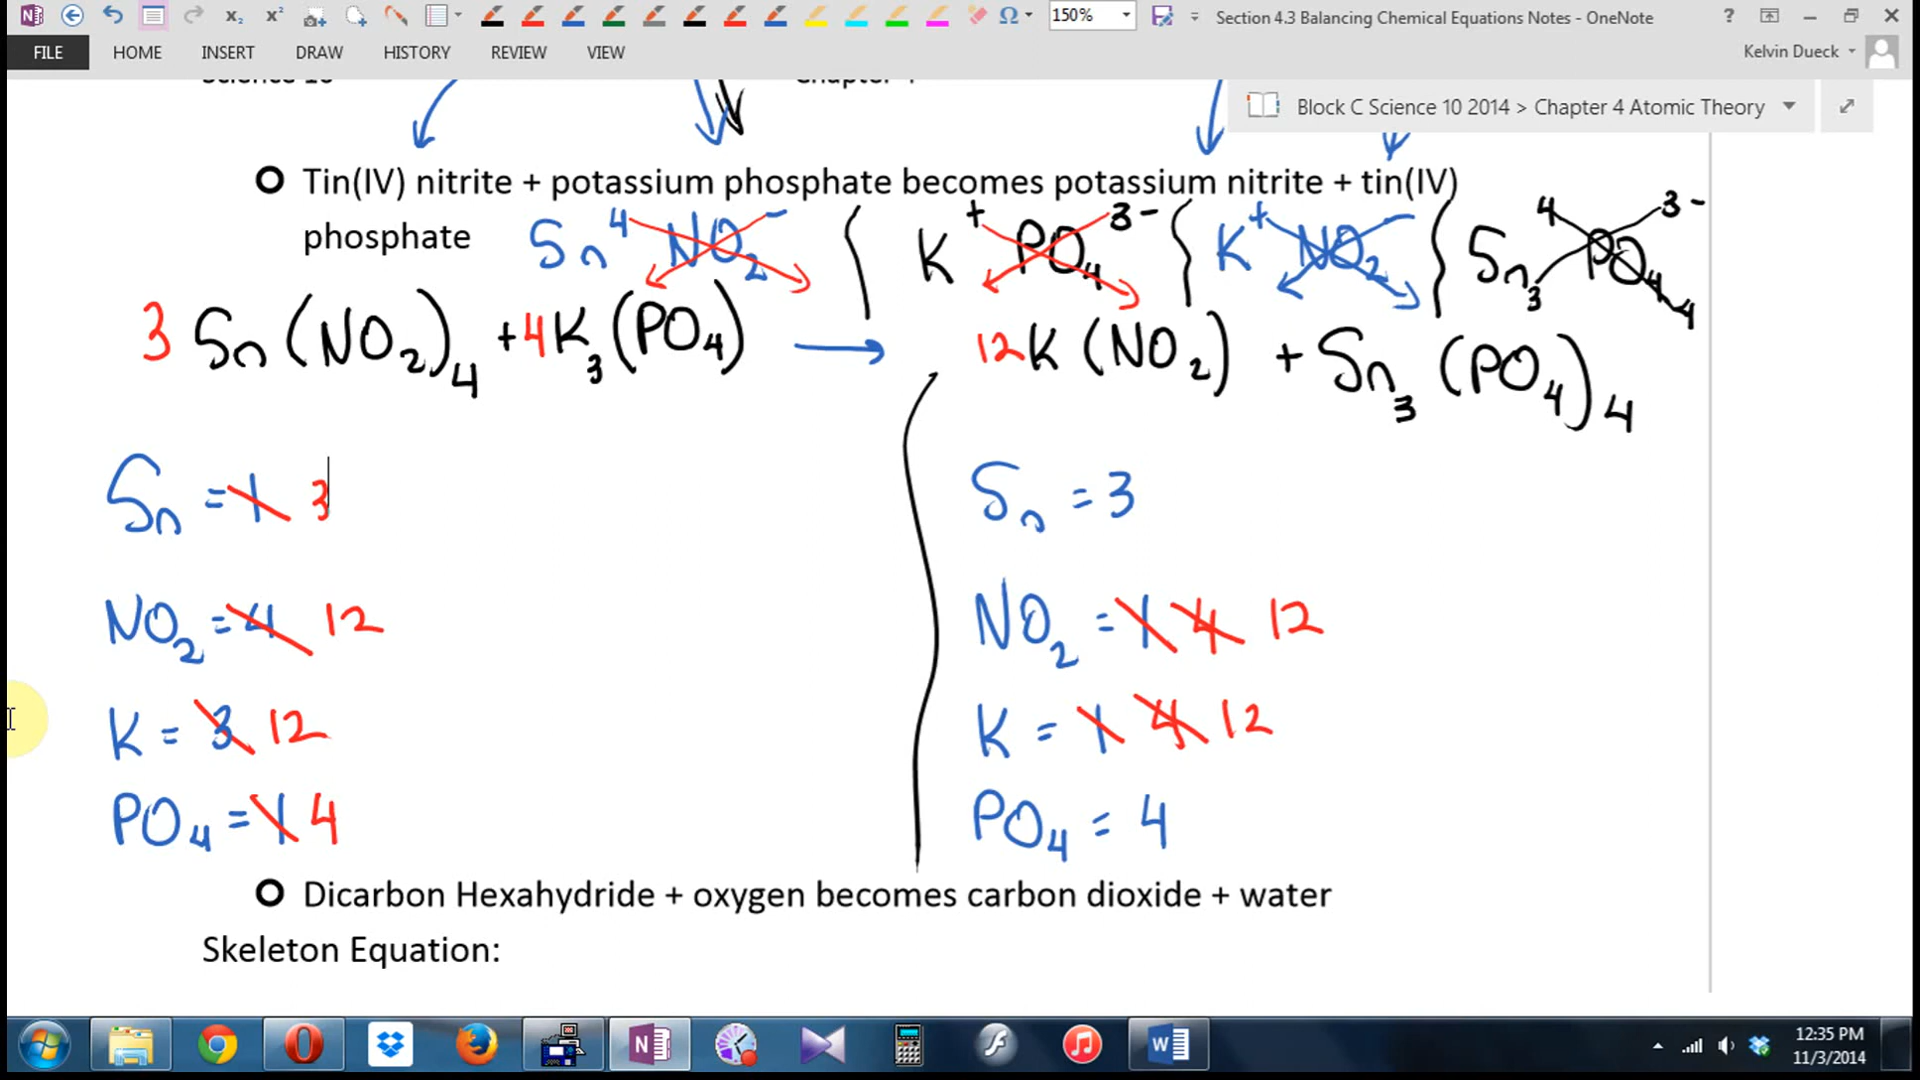 150%
Section 4.3 Balancing Chemical Equations Notes - OneNote
FILE HOME INSERT DRAW HISTORY REVIEW VIEW
Kelvin Dueck
Block C Science 10 2014 > Chapter 4 Atomic Theory
Tin(IV) nitrite + potassium phosphate becomes potassium nitrite + tin(IV)
phosphate
Sn⁴ NO₂⁻ K⁺ PO₄³⁻ K⁺ NO₂⁻ Sn₃⁴ PO₄³⁻ ₄
3 Sn(NO₂)₄ + 4K₃(PO₄) → 12K(NO₂) + Sn₃(PO₄)₄
Sn = 1 3 Sn = 3
NO₂ = 4 12 NO₂ = 1 4 12
K = 3 12 K = 1 4 12
PO₄ = 1 4 PO₄ = 4
Dicarbon Hexahydride + oxygen becomes carbon dioxide + water
Skeleton Equation:
12:35 PM
11/3/2014